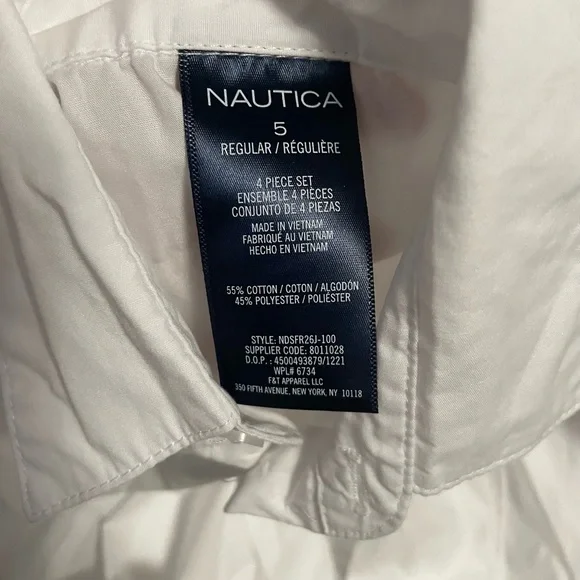 NAUTICA
5
REGULAR / RÉGULIÈRE
4 PIECE SET
ENSEMBLE 4 PIÈCES
CONJUNTO DE 4 PIEZAS
MADE IN VIETNAM
FABRIQUÉ AU VIETNAM
HECHO EN VIETNAM
55% COTTON / COTON / ALGODÓN
45% POLYESTER / POLIÉSTER
STYLE: NDSFR26J-100
SUPPLIER CODE: 8011028
D.O.P. : 4500493879/1221
WPL# 6734
F&T APPAREL LLC
350 FIFTH AVENUE, NEW YORK, NY 10118